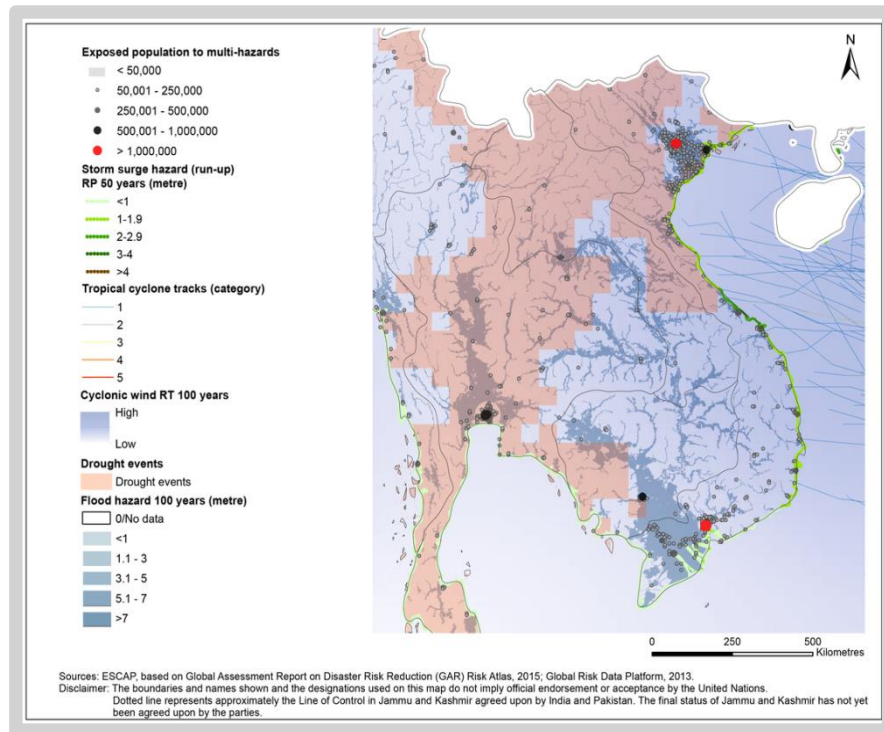 Exposed population to multi-hazards
< 50,000
50,001 - 250,000
250,001 - 500,000
500,001 - 1,000,000
> 1,000,000
Storm surge hazard (run-up)
RP 50 years (metre)
<1
1-1.9
2-2.9
3-4
>4
Tropical cyclone tracks (category)
1
2
3
4
5
Cyclonic wind RT 100 years
High
Low
Drought events
Drought events
Flood hazard 100 years (metre)
0/No data
<1
1.1 - 3
3.1 - 5
5.1 - 7
>7
N
0 250 500
Kilometres
Sources: ESCAP, based on Global Assessment Report on Disaster Risk Reduction (GAR) Risk Atlas, 2015; Global Risk Data Platform, 2013.
Disclaimer: The boundaries and names shown and the designations used on this map do not imply official endorsement or acceptance by the United Nations.
Dotted line represents approximately the Line of Control in Jammu and Kashmir agreed upon by India and Pakistan. The final status of Jammu and Kashmir has not yet
been agreed upon by the parties.